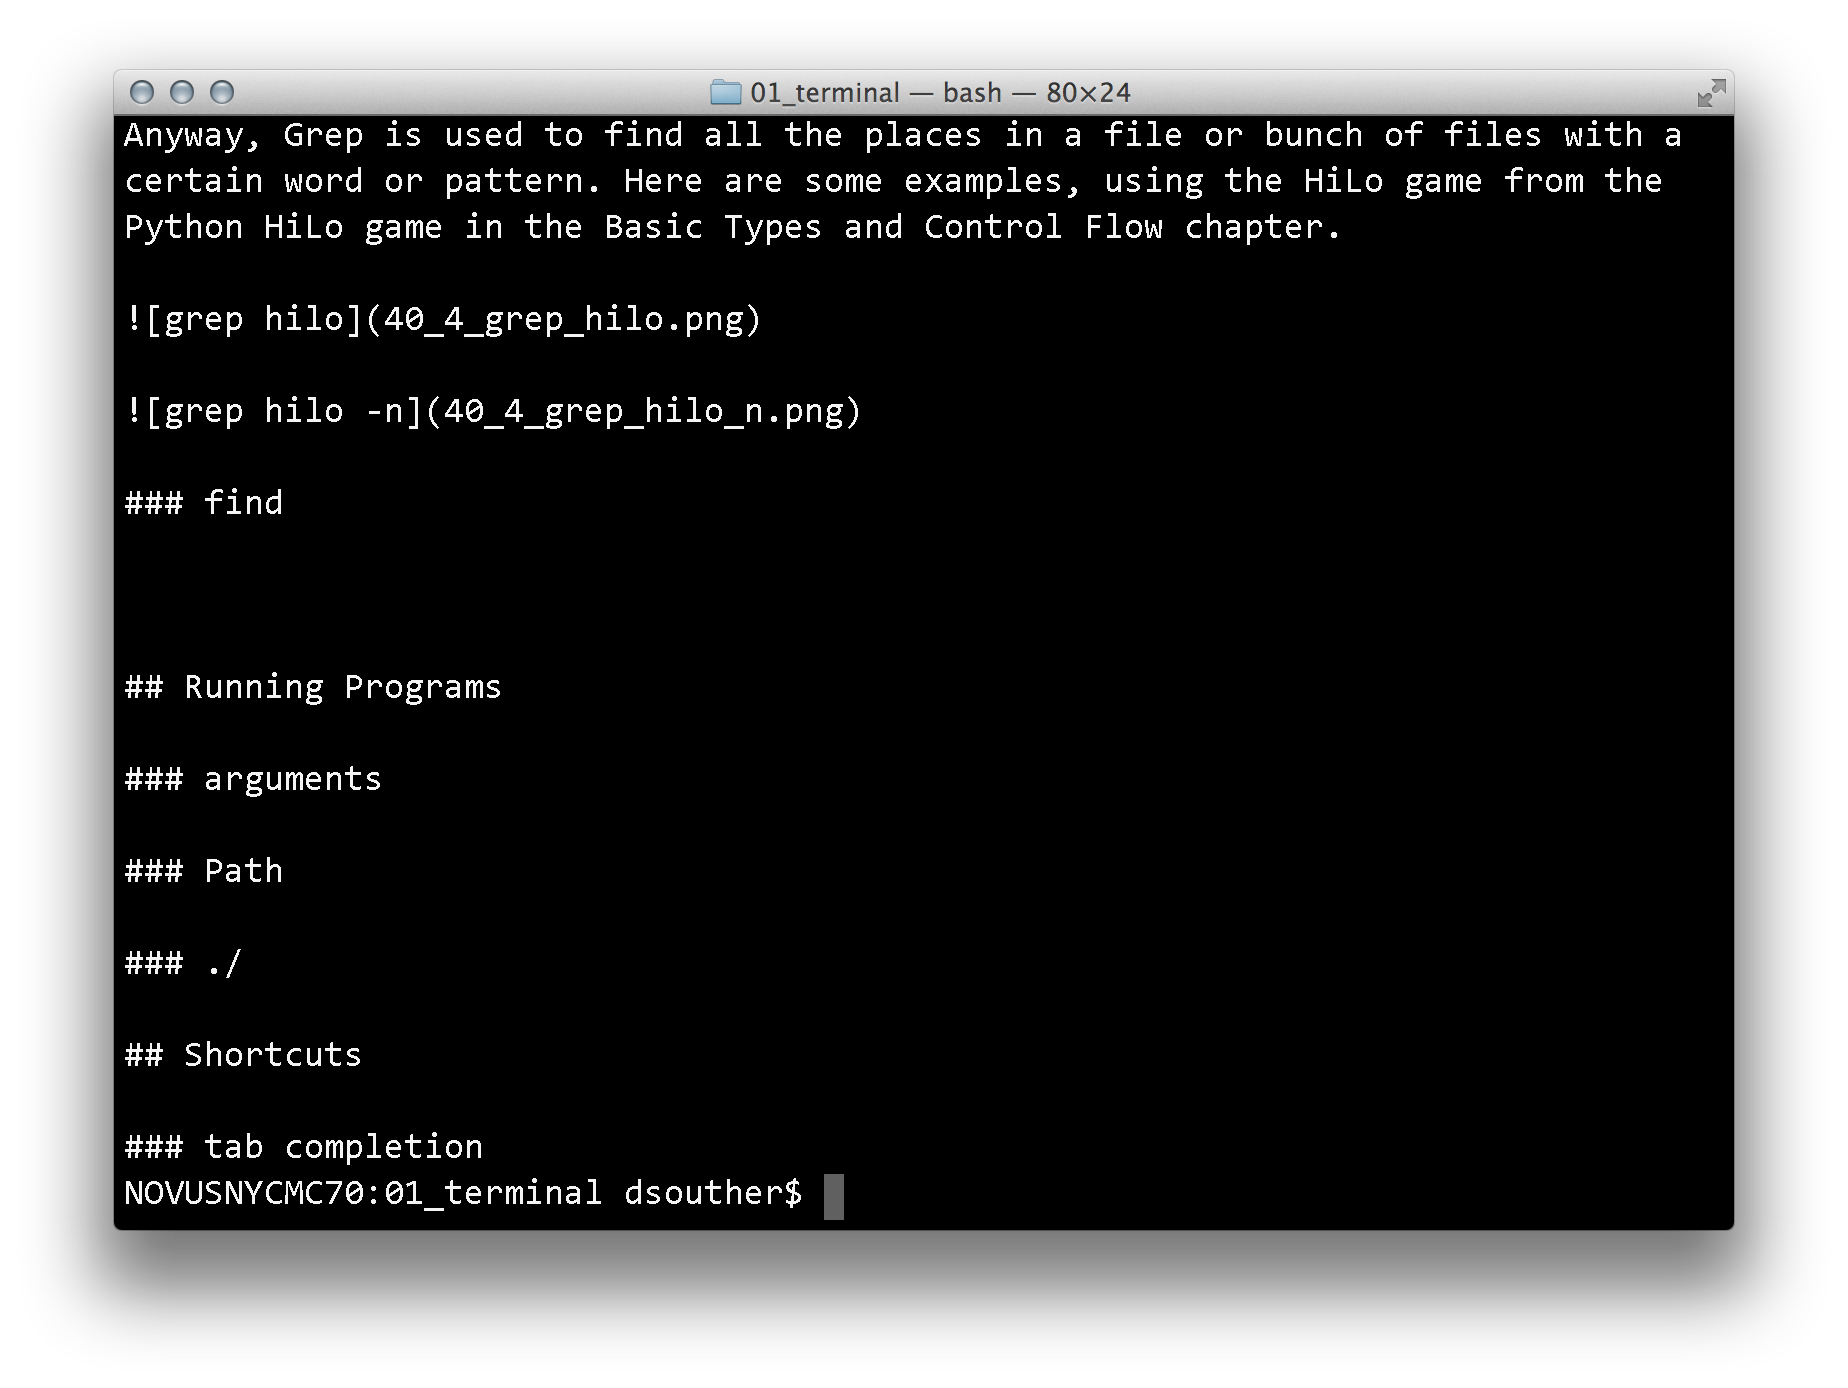 01_terminal — bash — 80×24
Anyway, Grep is used to find all the places in a file or bunch of files with a
certain word or pattern. Here are some examples, using the HiLo game from the
Python HiLo game in the Basic Types and Control Flow chapter.
![grep hilo](40_4_grep_hilo.png)
![grep hilo -n](40_4_grep_hilo_n.png)
### find
## Running Programs
### arguments
### Path
### ./
## Shortcuts
### tab completion
NOVUSNYCMC70:01_terminal dsouther$